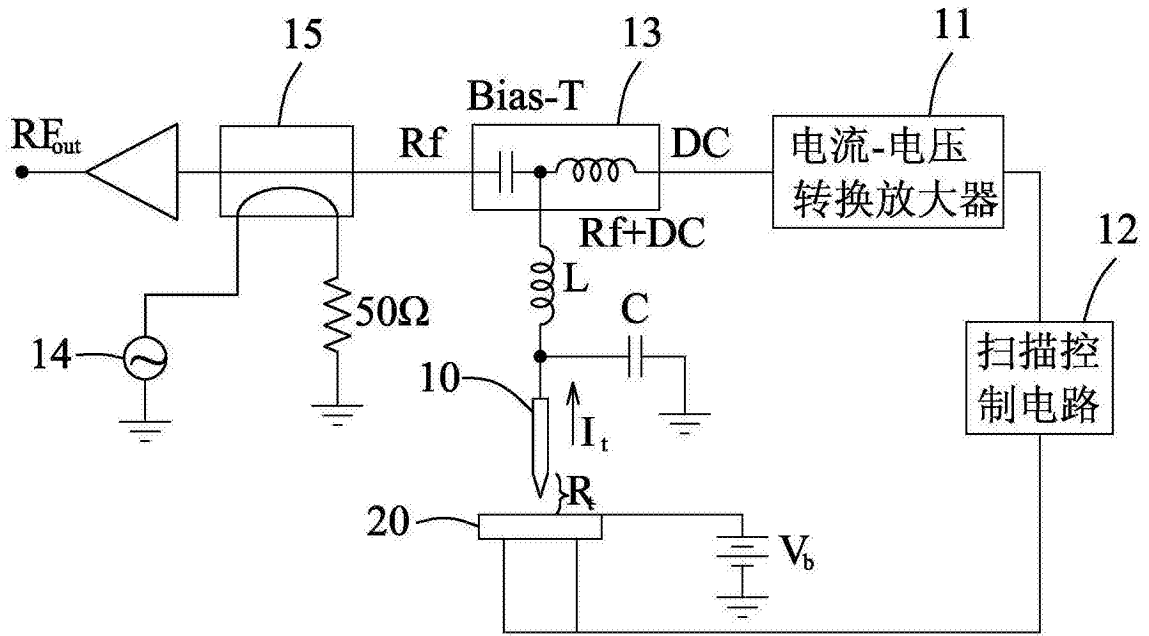 15
13
11
Bias-T
RFout
Rf
DC
电流-电压
转换放大器
Rf+DC
12
L
50Ω
C
14
扫描控
制电路
10
It
Rt
20
Vb